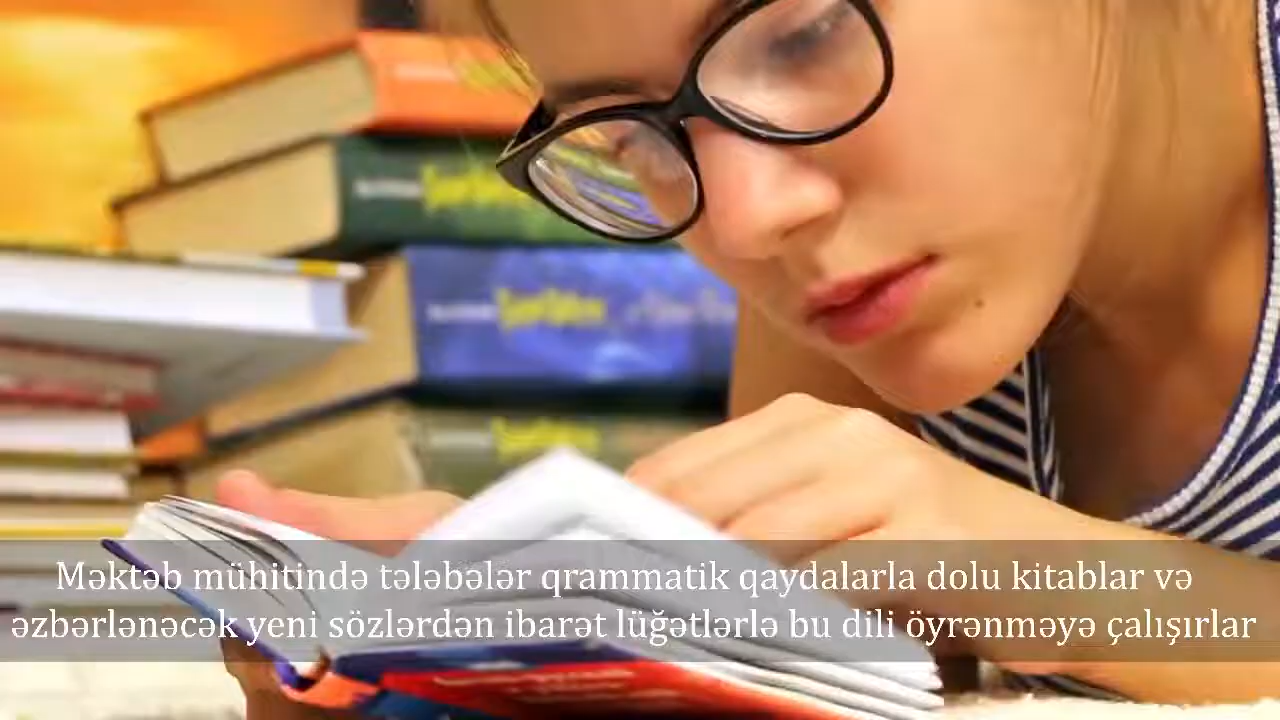 Məktəb mühitində tələbələr qrammatik qaydalarla dolu kitablar və
əzbərlənəcək yeni sözlərdən ibarət lüğətlərlə bu dili öyrənməyə çalışırlar